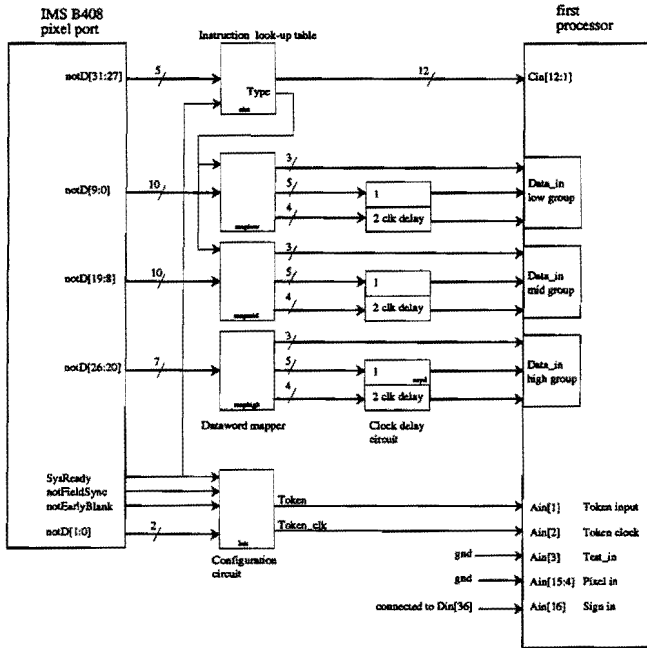 IMS B408
pixel port
first
processor
Instruction look-up table
notD[31:27]
5
Type
12
Cin[12:1]
notD[9:0]
10
3
5
4
1
2 clk delay
Data_in
low group
notD[19:8]
10
3
5
4
1
2 clk delay
Data_in
mid group
notD[26:20]
7
maphigh
3
5
4
1
2 clk delay
Data_in
high group
Dataword mapper
Clock delay
circuit
SysReady
notFieldSync
notEarlyBlank
notD[1:0]
2
Configuration
circuit
Token
Token_clk
Ain[1] Token input
Ain[2] Token clock
gnd
Ain[3] Test_in
gnd
Ain[15:4] Pixel in
connected to Din[36]
Ain[16] Sign in